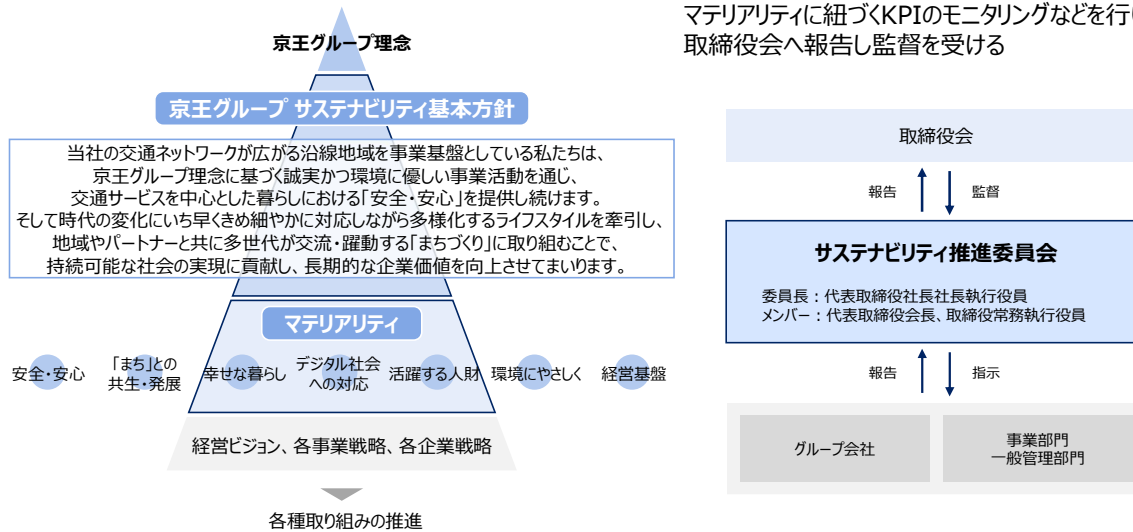 京王グループ理念
京王グループ サステナビリティ基本方針
当社の交通ネットワークが広がる沿線地域を事業基盤としている私たちは、
京王グループ理念に基づく誠実かつ環境に優しい事業活動を通じ、
交通サービスを中心とした暮らしにおける「安全・安心」を提供し続けます。
そして時代の変化にいち早くきめ細やかに対応しながら多様化するライフスタイルを牽引し、
地域やパートナーと共に多世代が交流・躍動する「まちづくり」に取り組むことで、
持続可能な社会の実現に貢献し、長期的な企業価値を向上させてまいります。
マテリアリティ
安全・安心
「まち」との
共生・発展
幸せな暮らし
デジタル社会
への対応
活躍する人財
環境にやさしく
経営基盤
経営ビジョン、各事業戦略、各企業戦略
各種取り組みの推進
マテリアリティに紐づくKPIのモニタリングなどを行
取締役会へ報告し監督を受ける
取締役会
報告
監督
サステナビリティ推進委員会
委員長：代表取締役社長社長執行役員
メンバー：代表取締役会長、取締役常務執行役員
報告
指示
グループ会社
事業部門
一般管理部門